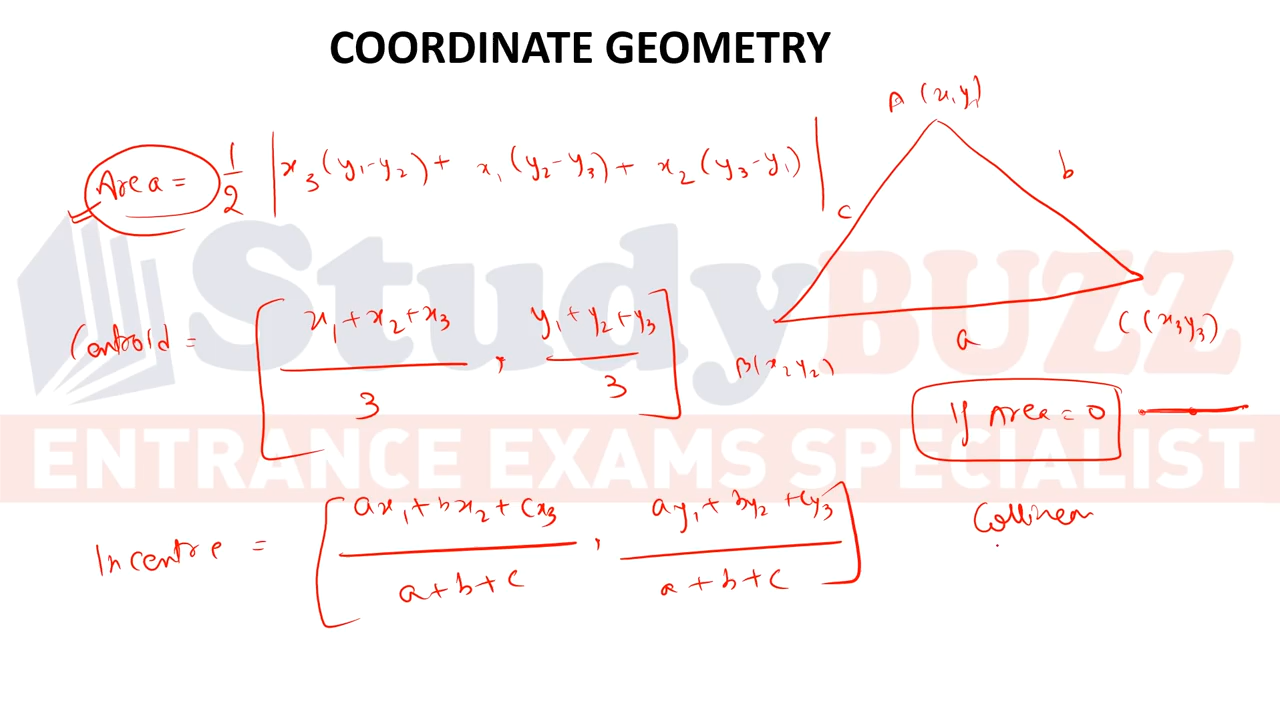 COORDINATE GEOMETRY
A (x, y)
Area = 1/2 | x₃(y₁-y₂) + x₁(y₂-y₃) + x₂(y₃-y₁) |
b
c
StudyBUZZ
Centroid = [ x₁+x₂+x₃ / 3 , y₁+y₂+y₃ / 3 ]
C (x₃y₃)
a
B(x₂y₂)
If Area = 0
ENTRANCE EXAMS SPECIALIST
Collinear
Incentre = [ ax₁+bx₂+cx₃ / a+b+c , ay₁+by₂+cy₃ / a+b+c ]